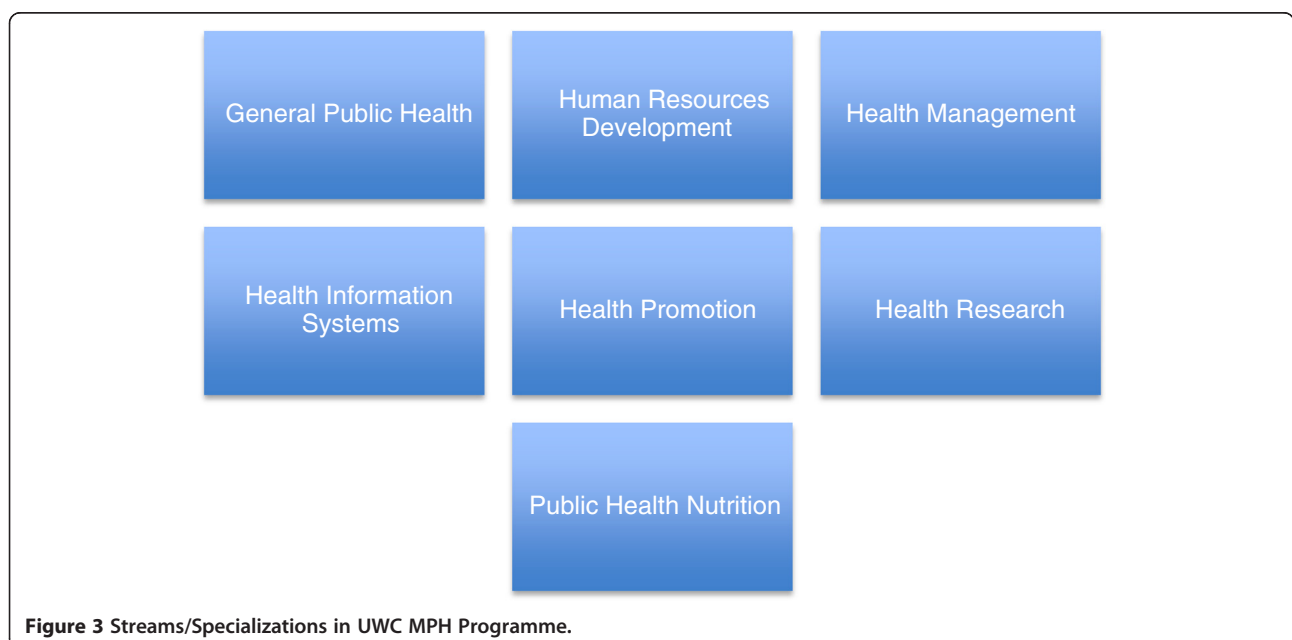 General Public Health
Human Resources
Development
Health Management
Health Information
Systems
Health Promotion
Health Research
Public Health Nutrition
Figure 3 Streams/Specializations in UWC MPH Programme.